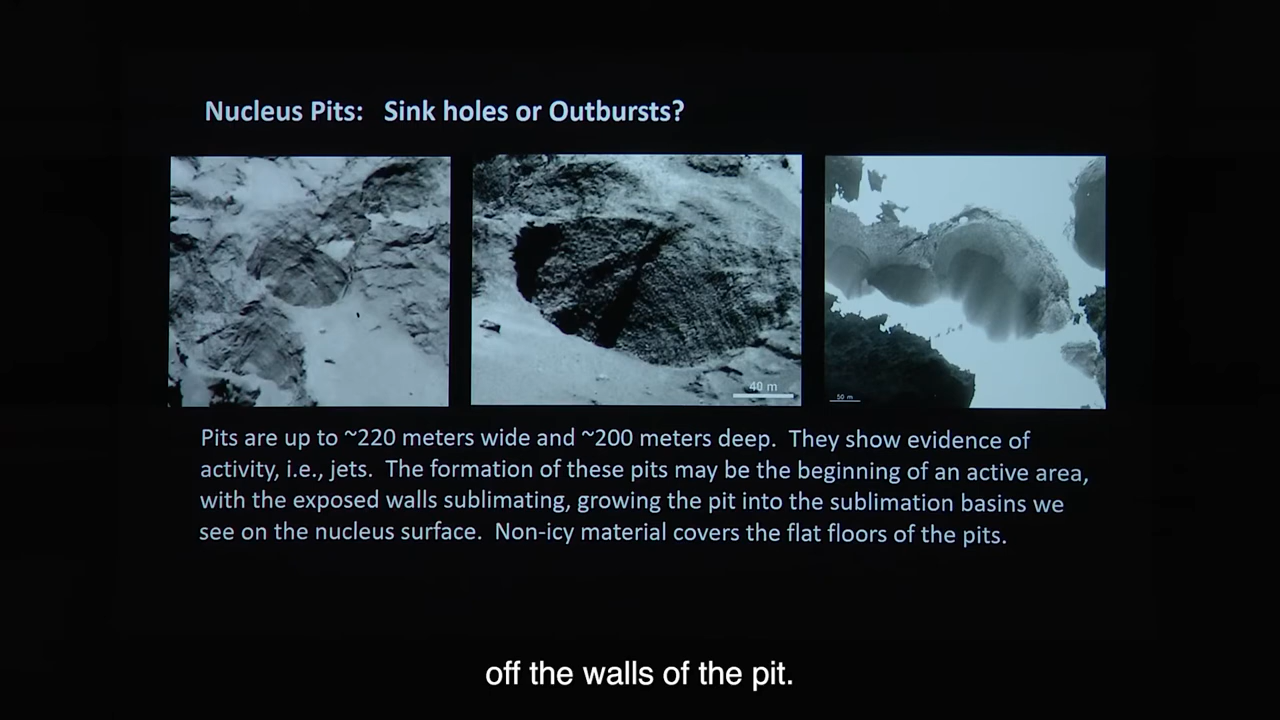 Nucleus Pits: Sink holes or Outbursts?
40 m
50 m
Pits are up to ~220 meters wide and ~200 meters deep. They show evidence of
activity, i.e., jets. The formation of these pits may be the beginning of an active area,
with the exposed walls sublimating, growing the pit into the sublimation basins we
see on the nucleus surface. Non-icy material covers the flat floors of the pits.
off the walls of the pit.